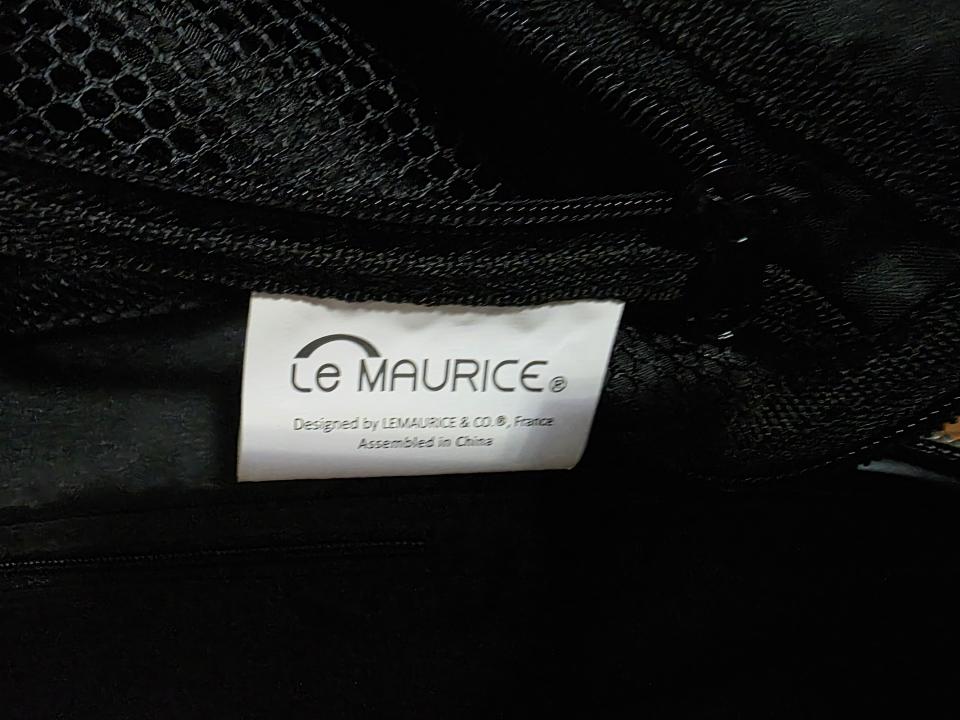 Le MAURICE®
Designed by LEMAURICE & CO.®, France
Assembled in China